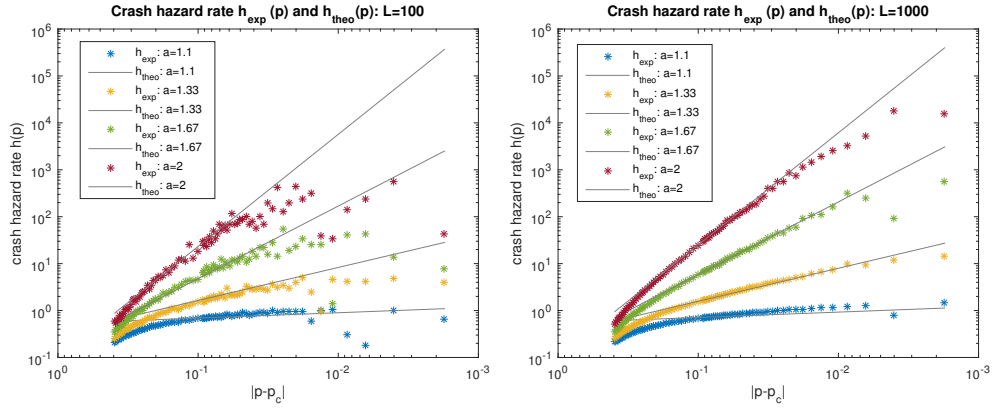 Crash hazard rate h_exp (p) and h_theo(p): L=100
crash hazard rate h(p)
10^6
10^5
10^4
10^3
10^2
10^1
10^0
10^-1
h_exp: a=1.1
h_theo: a=1.1
h_exp: a=1.33
h_theo: a=1.33
h_exp: a=1.67
h_theo: a=1.67
h_exp: a=2
h_theo: a=2
10^0
10^-1
10^-2
10^-3
|p-p_c|
Crash hazard rate h_exp (p) and h_theo(p): L=1000
crash hazard rate h(p)
10^6
10^5
10^4
10^3
10^2
10^1
10^0
10^-1
h_exp: a=1.1
h_theo: a=1.1
h_exp: a=1.33
h_theo: a=1.33
h_exp: a=1.67
h_theo: a=1.67
h_exp: a=2
h_theo: a=2
10^0
10^-1
10^-2
10^-3
|p-p_c|